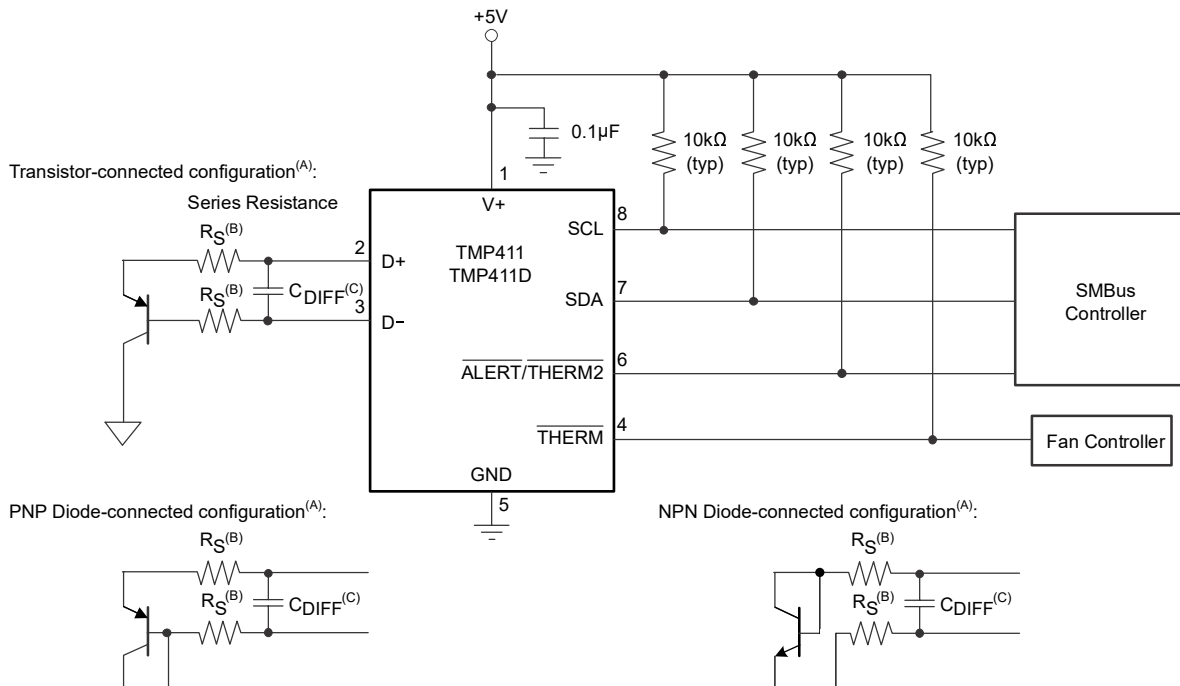 +5V
0.1µF
10kΩ
(typ)
10kΩ
(typ)
10kΩ
(typ)
10kΩ
(typ)
Transistor-connected configuration(A):
Series Resistance
RS(B)
RS(B)
CDIFF(C)
1
V+
2
D+
3
D−
TMP411
TMP411D
8
SCL
7
SDA
6
ALERT/THERM2
4
THERM
GND
5
SMBus
Controller
Fan Controller
PNP Diode-connected configuration(A):
RS(B)
RS(B)
CDIFF(C)
NPN Diode-connected configuration(A):
RS(B)
RS(B)
CDIFF(C)